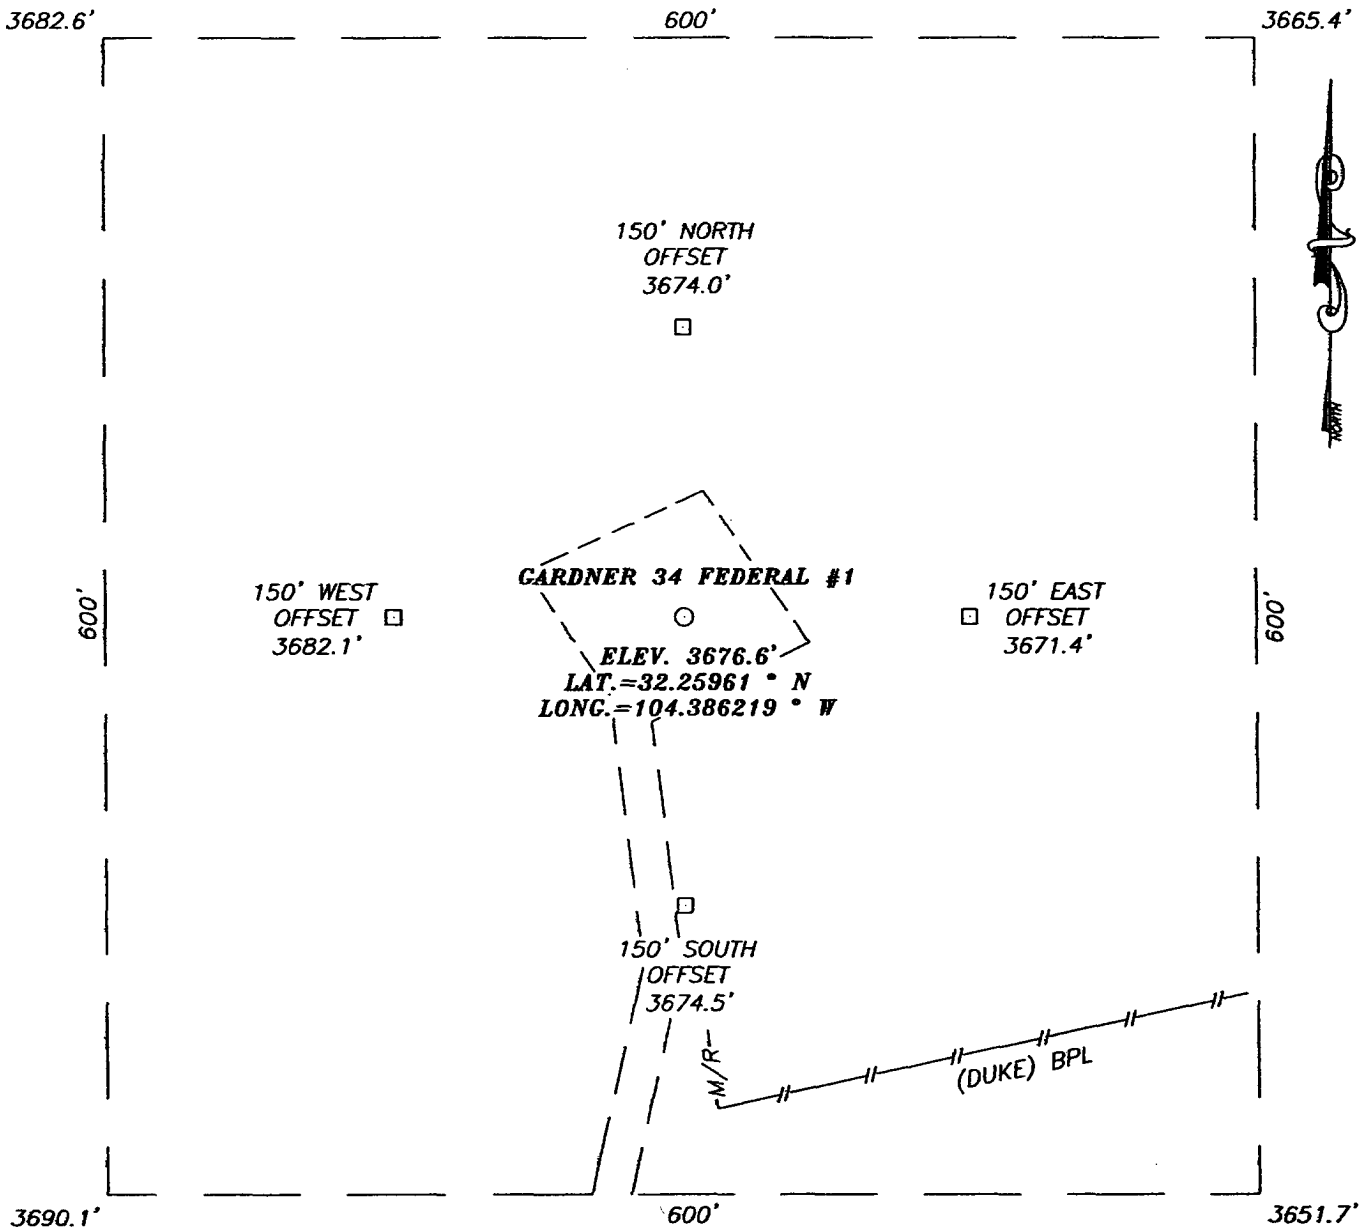 3682.6'
600'
3665.4'
150' NORTH
OFFSET
3674.0'
NORTH
GARDNER 34 FEDERAL #1
600'
150' WEST
OFFSET
3682.1'
150' EAST
OFFSET
3671.4'
600'
ELEV. 3676.6'
LAT.=32.25961 ° N
LONG.=104.386219 ° W
150' SOUTH
OFFSET
3674.5'
M/R
(DUKE) BPL
3690.1'
600'
3651.7'